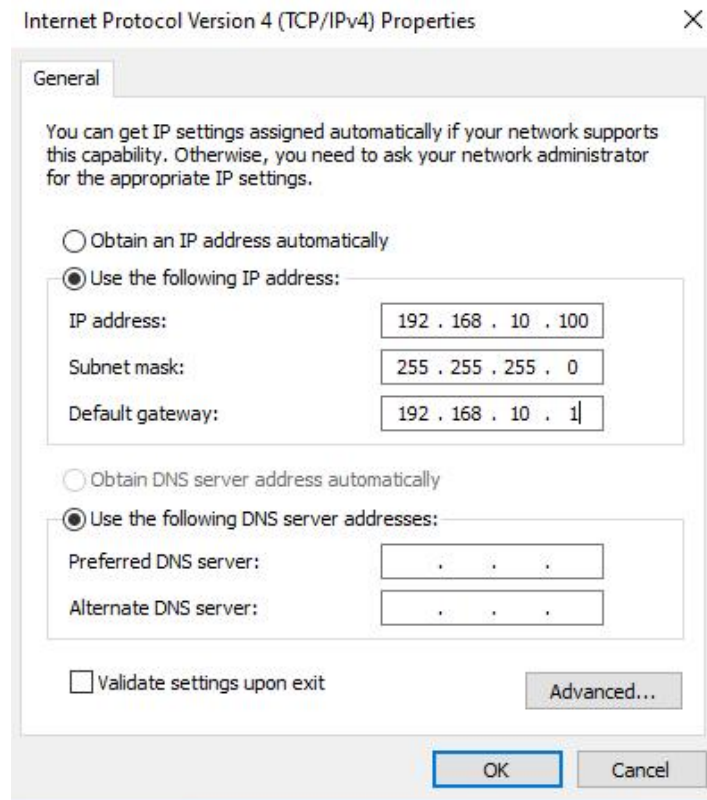 Internet Protocol Version 4 (TCP/IPv4) Properties
General
You can get IP settings assigned automatically if your network supports
this capability. Otherwise, you need to ask your network administrator
for the appropriate IP settings.
Obtain an IP address automatically
Use the following IP address:
IP address: 192 . 168 . 10 . 100
Subnet mask: 255 . 255 . 255 . 0
Default gateway: 192 . 168 . 10 . 1
Obtain DNS server address automatically
Use the following DNS server addresses:
Preferred DNS server: . . .
Alternate DNS server: . . .
Validate settings upon exit
Advanced...
OK Cancel